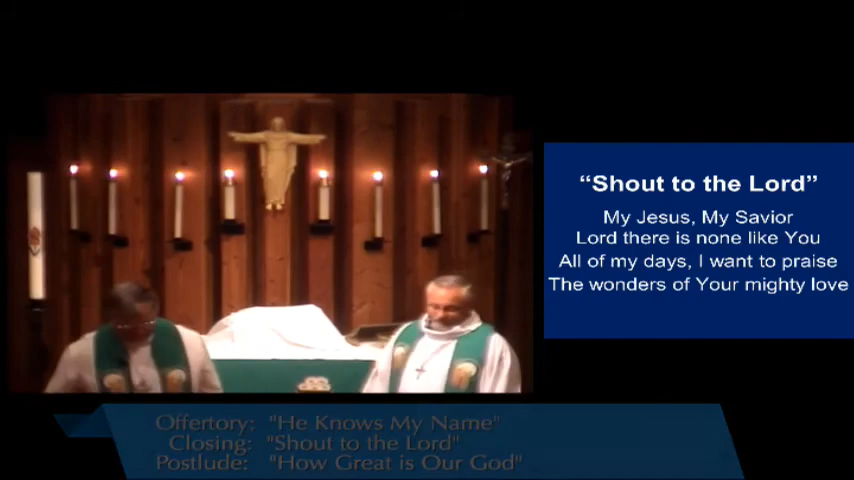 “Shout to the Lord”
My Jesus, My Savior
Lord there is none like You
All of my days, I want to praise
The wonders of Your mighty love
Offertory: "He Knows My Name"
Closing: "Shout to the Lord"
Postlude: "How Great is Our God"